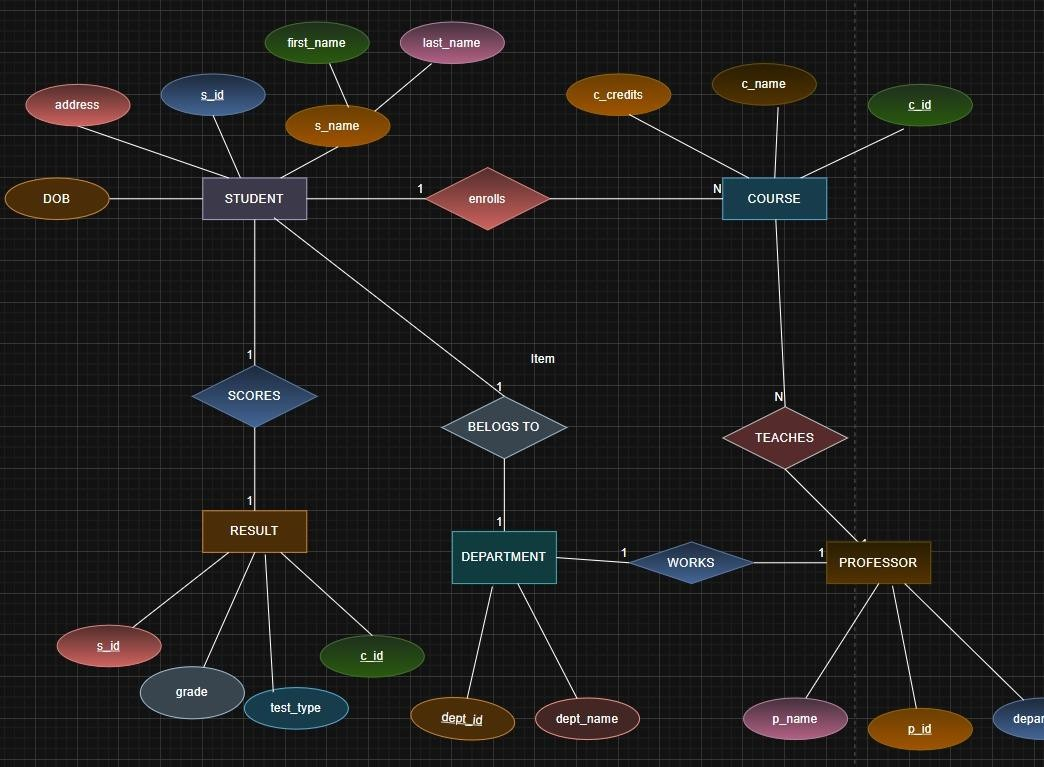 first_name
last_name
address
s_id
s_name
c_credits
c_name
c_id
DOB
STUDENT
1
enrolls
N
COURSE
1
Item
1
N
SCORES
BELOGS TO
TEACHES
1
1
RESULT
DEPARTMENT
1
WORKS
1
1
PROFESSOR
s_id
c_id
grade
test_type
dept_id
dept_name
p_name
p_id